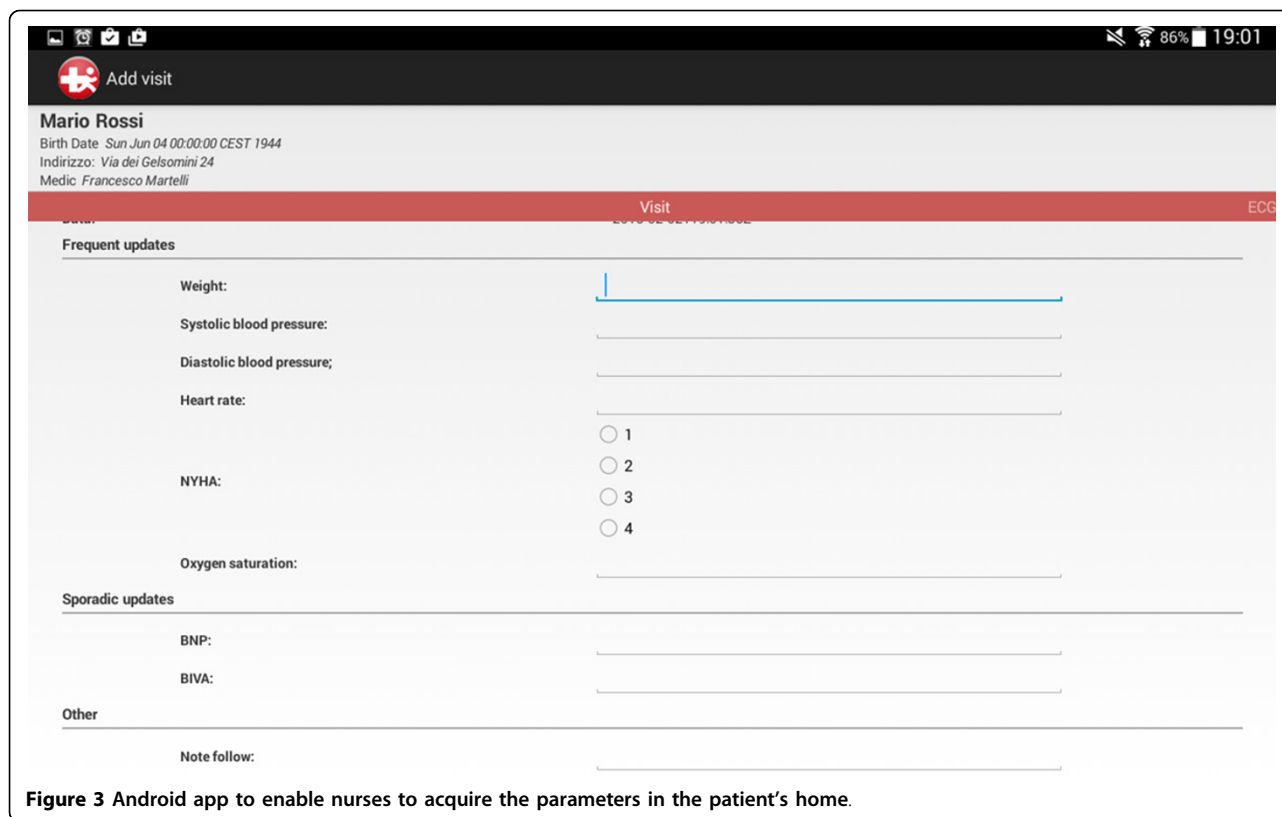 86% 19:01
Add visit
Mario Rossi
Birth Date Sun Jun 04 00:00:00 CEST 1944
Indirizzo: Via dei Gelsomini 24
Medic Francesco Martelli
Visit ECG
Frequent updates
Weight:
Systolic blood pressure:
Diastolic blood pressure;
Heart rate:
1
2
NYHA:
3
4
Oxygen saturation:
Sporadic updates
BNP:
BIVA:
Other
Note follow:
Figure 3 Android app to enable nurses to acquire the parameters in the patient's home.